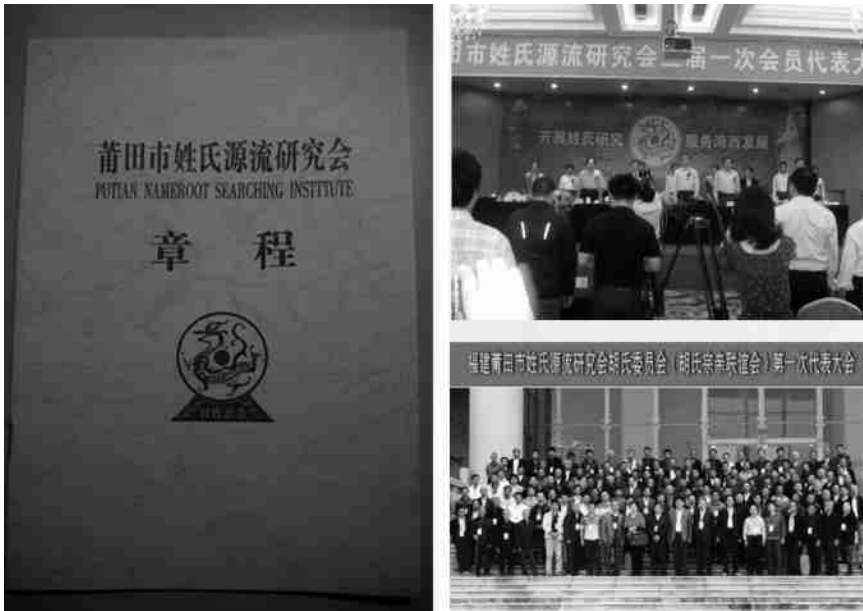 莆田市姓氏源流研究会
PUTIAN NAMEROOT SEARCHING INSTITUTE
章 程
田市姓氏源流研究会二届一次会员代表大
开展姓氏研究 服务海西发展
福建莆田市姓氏源流研究会胡氏委员会(胡氏宗亲联谊会)第一次代表大会